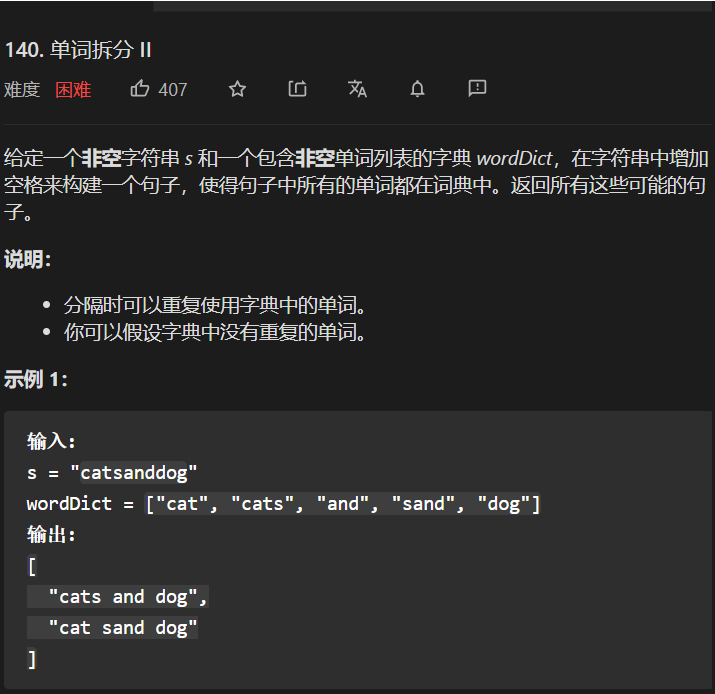 140. 单词拆分 II
难度 困难 407
给定一个非空字符串 s 和一个包含非空单词列表的字典 wordDict，在字符串中增加
空格来构建一个句子，使得句子中所有的单词都在词典中。返回所有这些可能的句
子。
说明：
分隔时可以重复使用字典中的单词。
你可以假设字典中没有重复的单词。
示例 1：
输入:
s = "catsanddog"
wordDict = ["cat", "cats", "and", "sand", "dog"]
输出:
[
  "cats and dog",
  "cat sand dog"
]